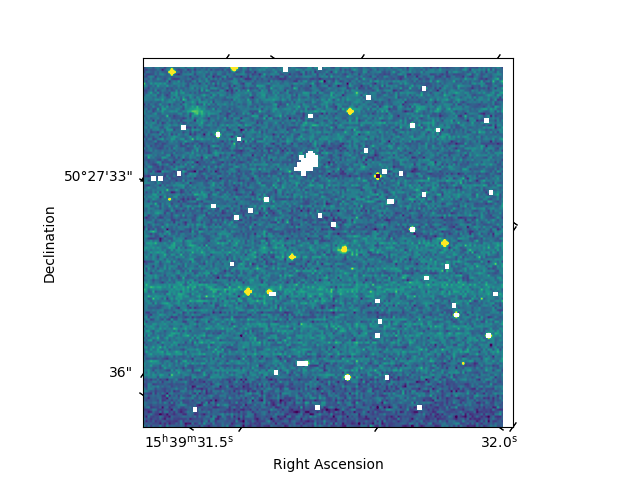 50°27'33"
Declination
36"
15ʰ39ᵐ31.5ˢ
32.0ˢ
Right Ascension